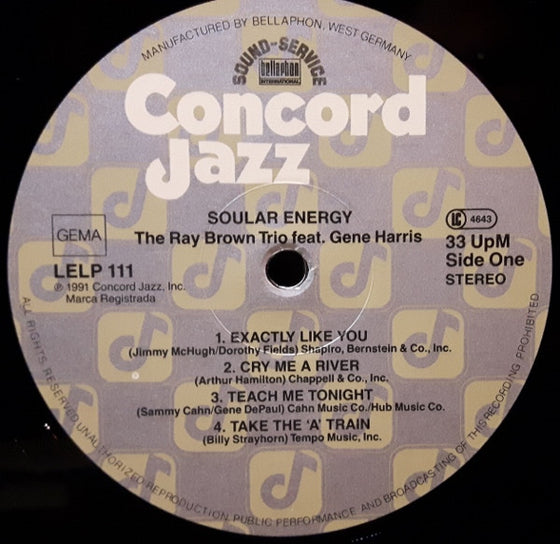 MANUFACTURED BY BELLAPHON, WEST GERMANY
SOUND-SERVICE
bellaphon
INTERNATIONAL
Concord
Jazz
SOULAR ENERGY
The Ray Brown Trio feat. Gene Harris
GEMA
LELP 111
℗ 1991 Concord Jazz, Inc.
Marca Registrada
LC 4643
33 UpM
Side One
STEREO
1. EXACTLY LIKE YOU
(Jimmy McHugh/Dorothy Fields) Shapiro, Bernstein & Co., Inc.
2. CRY ME A RIVER
(Arthur Hamilton) Chappell & Co., Inc.
3. TEACH ME TONIGHT
(Sammy Cahn/Gene DePaul) Cahn Music Co./Hub Music Co.
4. TAKE THE 'A' TRAIN
(Billy Strayhorn) Tempo Music, Inc.
ALL RIGHTS RESERVED UNAUTHORIZED REPRODUCTION, PUBLIC PERFORMANCE AND BROADCASTING OF THIS RECORDING PROHIBITED